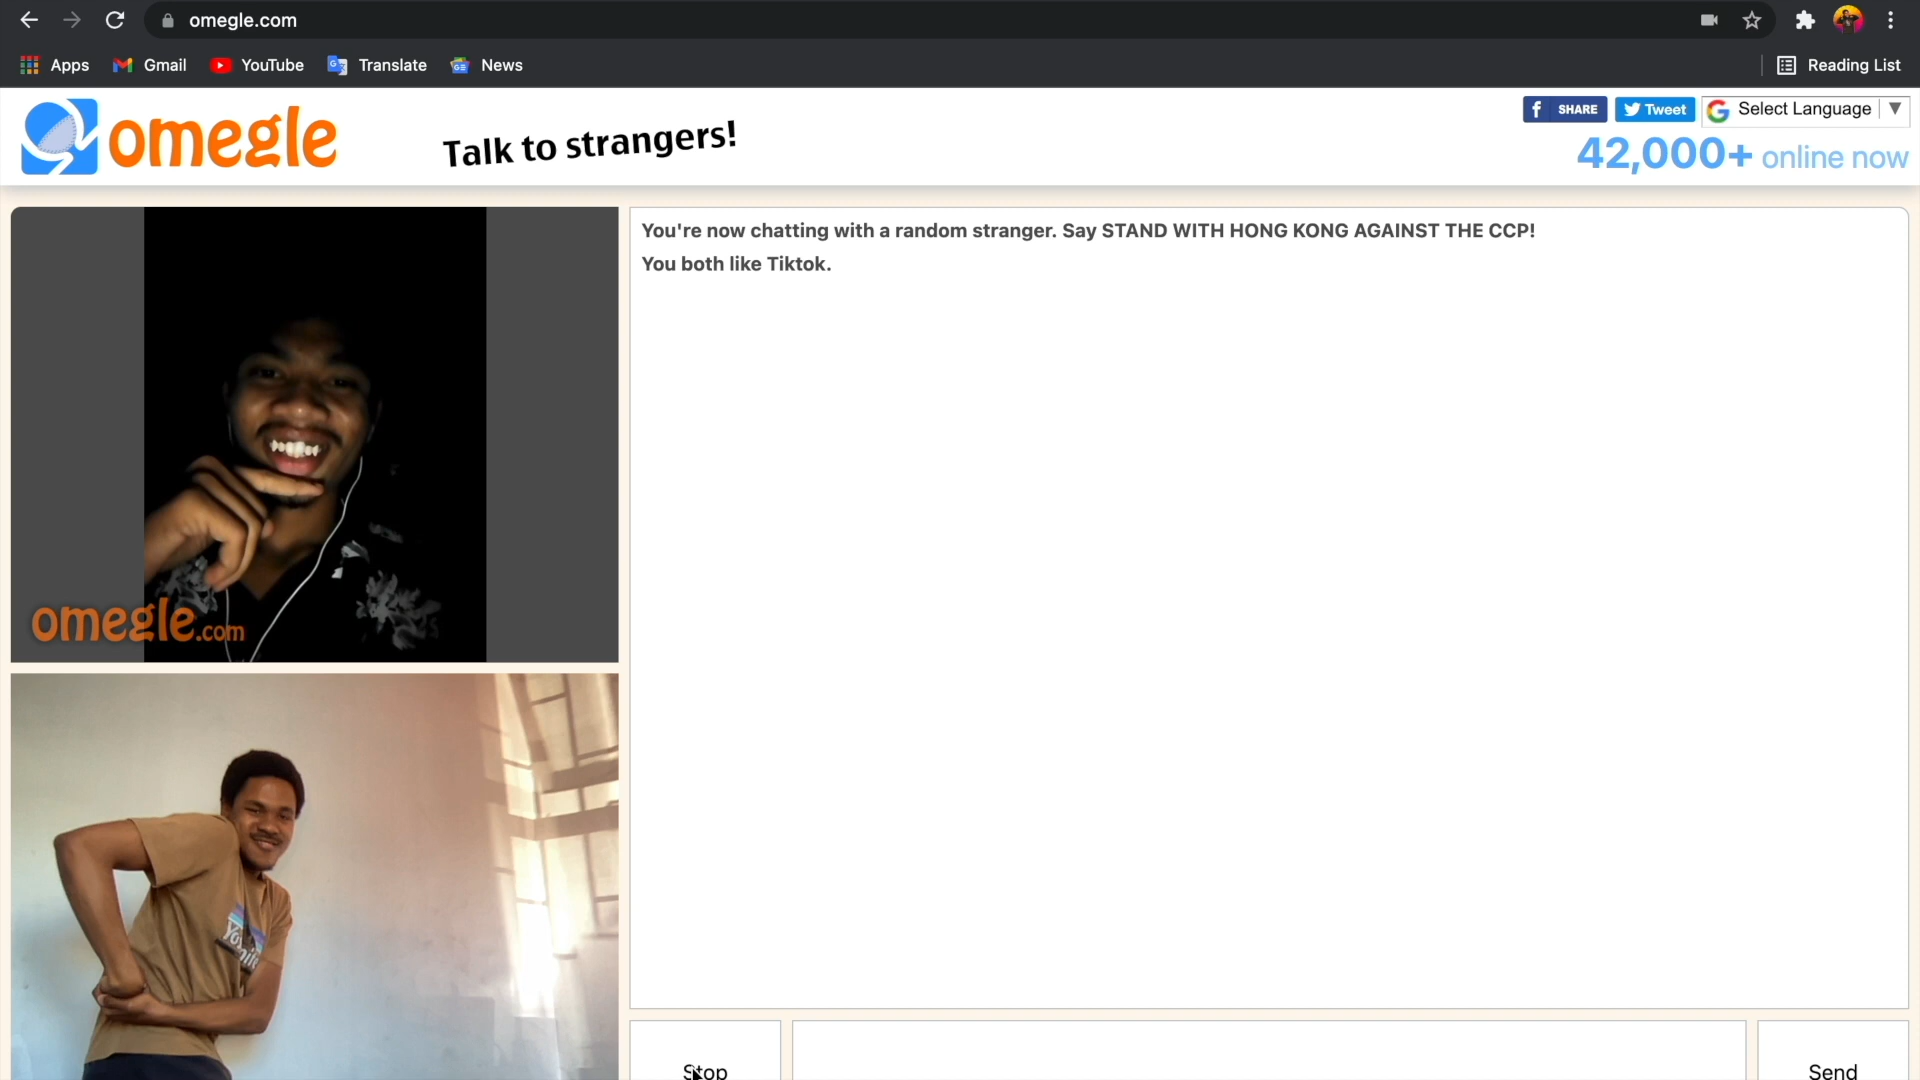 omegle.com
Apps
Gmail
YouTube
Translate
News
Reading List
omegle
Talk to strangers!
f SHARE
Tweet
G Select Language ▼
42,000+ online now
You're now chatting with a random stranger. Say STAND WITH HONG KONG AGAINST THE CCP!
You both like Tiktok.
omegle.com
Stop
Send